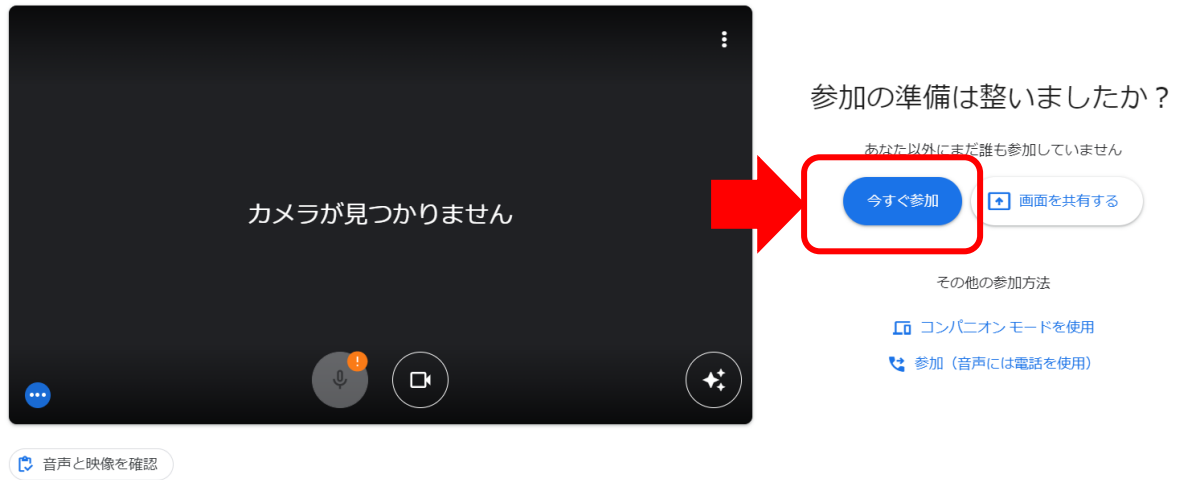 参加の準備は整いましたか？
あなた以外にまだ誰も参加していません
カメラが見つかりません
今すぐ参加
画面を共有する
その他の参加方法
コンパニオン モードを使用
参加（音声には電話を使用）
音声と映像を確認